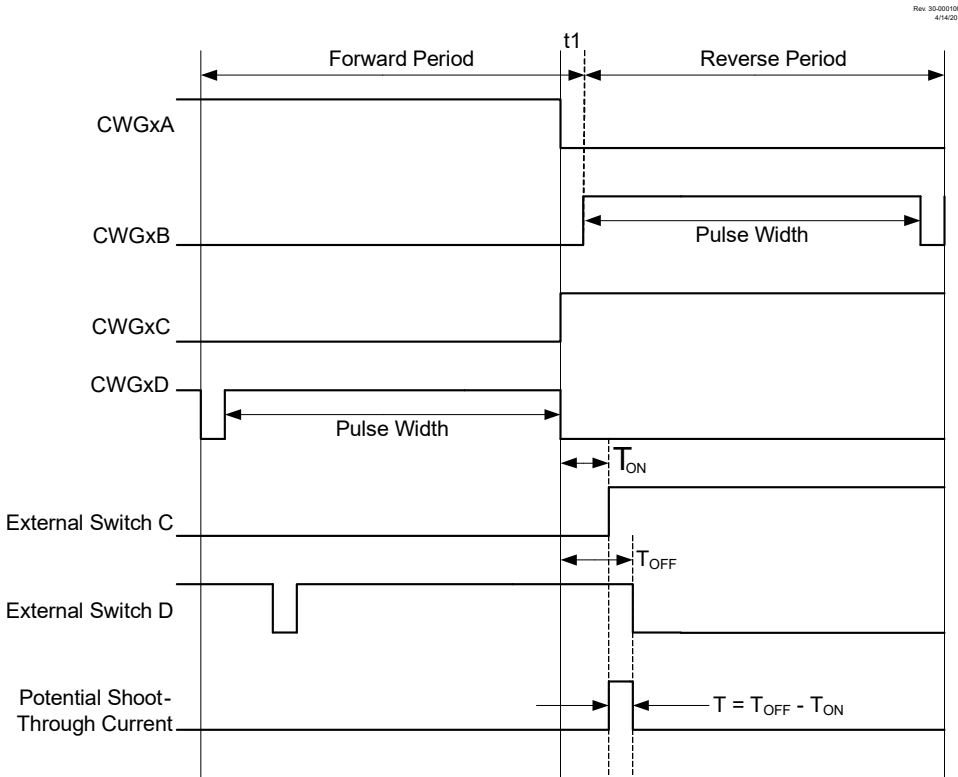 Rev. 30-00010
4/14/20
t1
Forward Period
Reverse Period
CWGxA
CWGxB
Pulse Width
CWGxC
CWGxD
Pulse Width
TON
External Switch C
TOFF
External Switch D
Potential Shoot-
Through Current
T = TOFF - TON